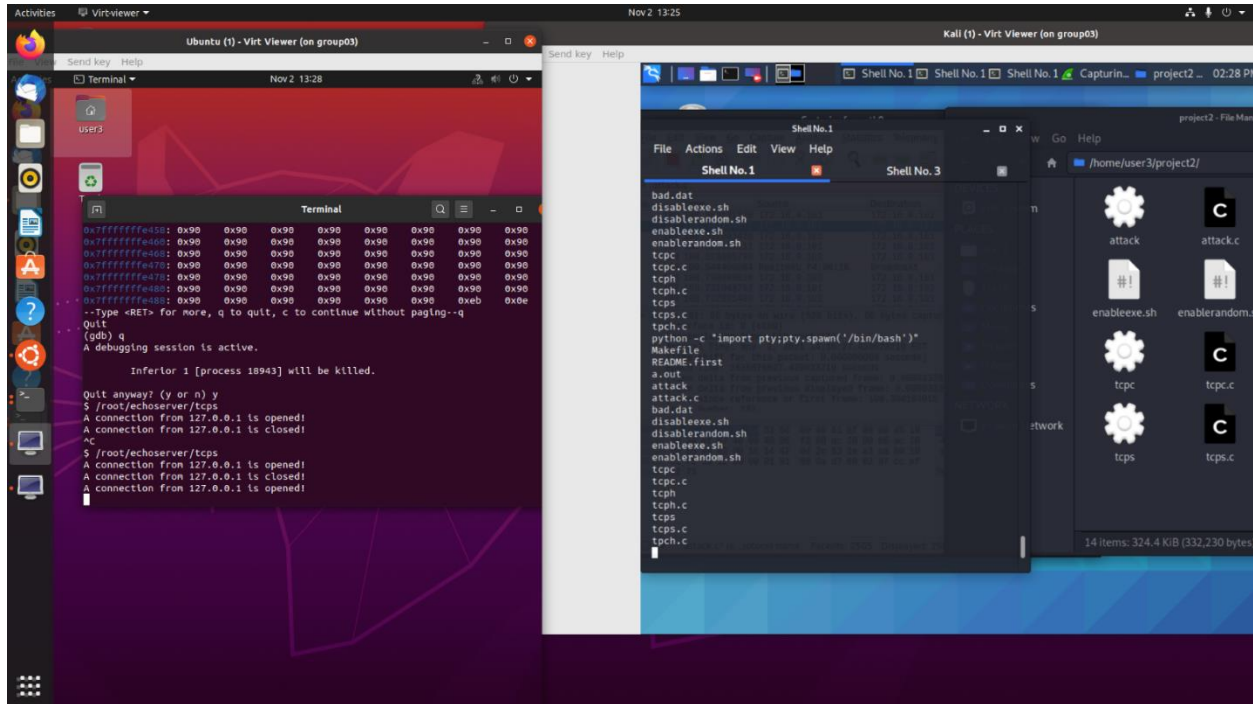 Activities Virt-viewer Nov 2 13:25
Ubuntu (1) - Virt Viewer (on group03)
File View Send key Help
Terminal Nov 2 13:28
user3
Terminal
0x7fffffffe458: 0x90 0x90 0x90 0x90 0x90 0x90 0x90 0x90
0x7fffffffe460: 0x90 0x90 0x90 0x90 0x90 0x90 0x90 0x90
0x7fffffffe468: 0x90 0x90 0x90 0x90 0x90 0x90 0x90 0x90
0x7fffffffe470: 0x90 0x90 0x90 0x90 0x90 0x90 0x90 0x90
0x7fffffffe478: 0x90 0x90 0x90 0x90 0x90 0x90 0x90 0x90
0x7fffffffe480: 0x90 0x90 0x90 0x90 0x90 0x90 0x90 0x90
0x7fffffffe488: 0x90 0x90 0x90 0x90 0x90 0x90 0xeb 0x0e
--Type <RET> for more, q to quit, c to continue without paging--q
Quit
(gdb) q
A debugging session is active.
Inferior 1 [process 18943] will be killed.
Quit anyway? (y or n) y
$ /root/echoserver/tcps
A connection from 127.0.0.1 is opened!
A connection from 127.0.0.1 is closed!
^C
$ /root/echoserver/tcps
A connection from 127.0.0.1 is opened!
A connection from 127.0.0.1 is closed!
A connection from 127.0.0.1 is opened!
Kali (1) - Virt Viewer (on group03)
Send key Help
Shell No. 1 Shell No. 1 Shell No. 1 Capturin... project2 ... 02:28 P
Shell No.1
File Actions Edit View Help
Shell No. 1 Shell No. 3
bad.dat
disableexe.sh
disablerandom.sh
enableexe.sh
enablerandom.sh
tcpc
tcpc.c
tcph
tcph.c
tcps
tcps.c
tpch.c
python -c "import pty;pty.spawn('/bin/bash')"
Makefile
README.first
a.out
attack
attack.c
bad.dat
disableexe.sh
disablerandom.sh
enableexe.sh
enablerandom.sh
tcpc
tcpc.c
tcph
tcph.c
tcps
tcps.c
tpch.c
project2 - File Man
Go Help
/home/user3/project2/
attack attack.c
enableexe.sh enablerandom.
tcpc tcpc.c
tcps tcps.c
14 items: 324.4 KiB (332,230 bytes